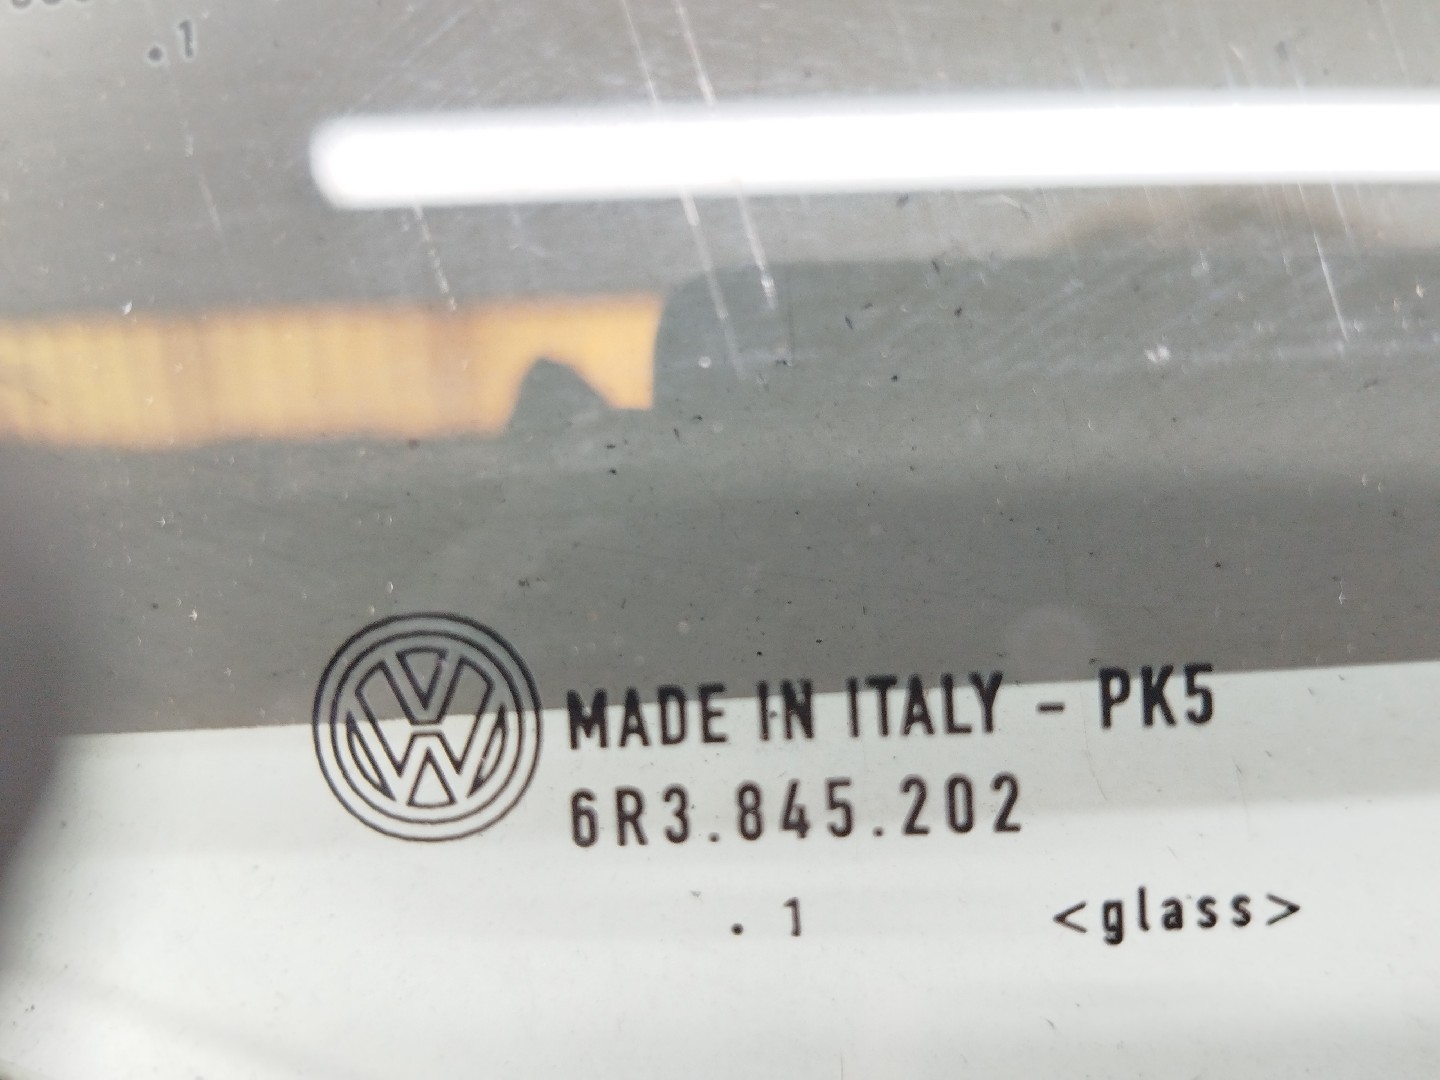 .1
MADE IN ITALY - PK5
6R3.845.202
. 1 <glass>